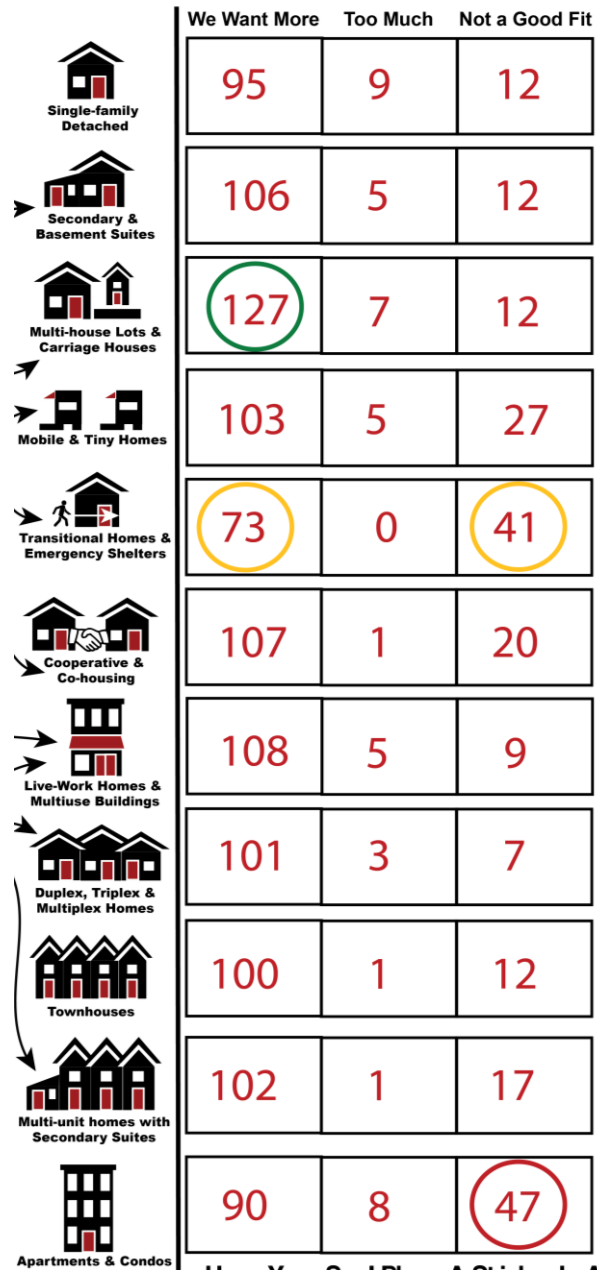 We Want More Too Much Not a Good Fit
Single-family
Detached
95 9 12
Secondary &
Basement Suites
106 5 12
Multi-house Lots &
Carriage Houses
127 7 12
Mobile & Tiny Homes
103 5 27
Transitional Homes &
Emergency Shelters
73 0 41
Cooperative &
Co-housing
107 1 20
Live-Work Homes &
Multiuse Buildings
108 5 9
Duplex, Triplex &
Multiplex Homes
101 3 7
Townhouses
100 1 12
Multi-unit homes with
Secondary Suites
102 1 17
Apartments & Condos
90 8 47